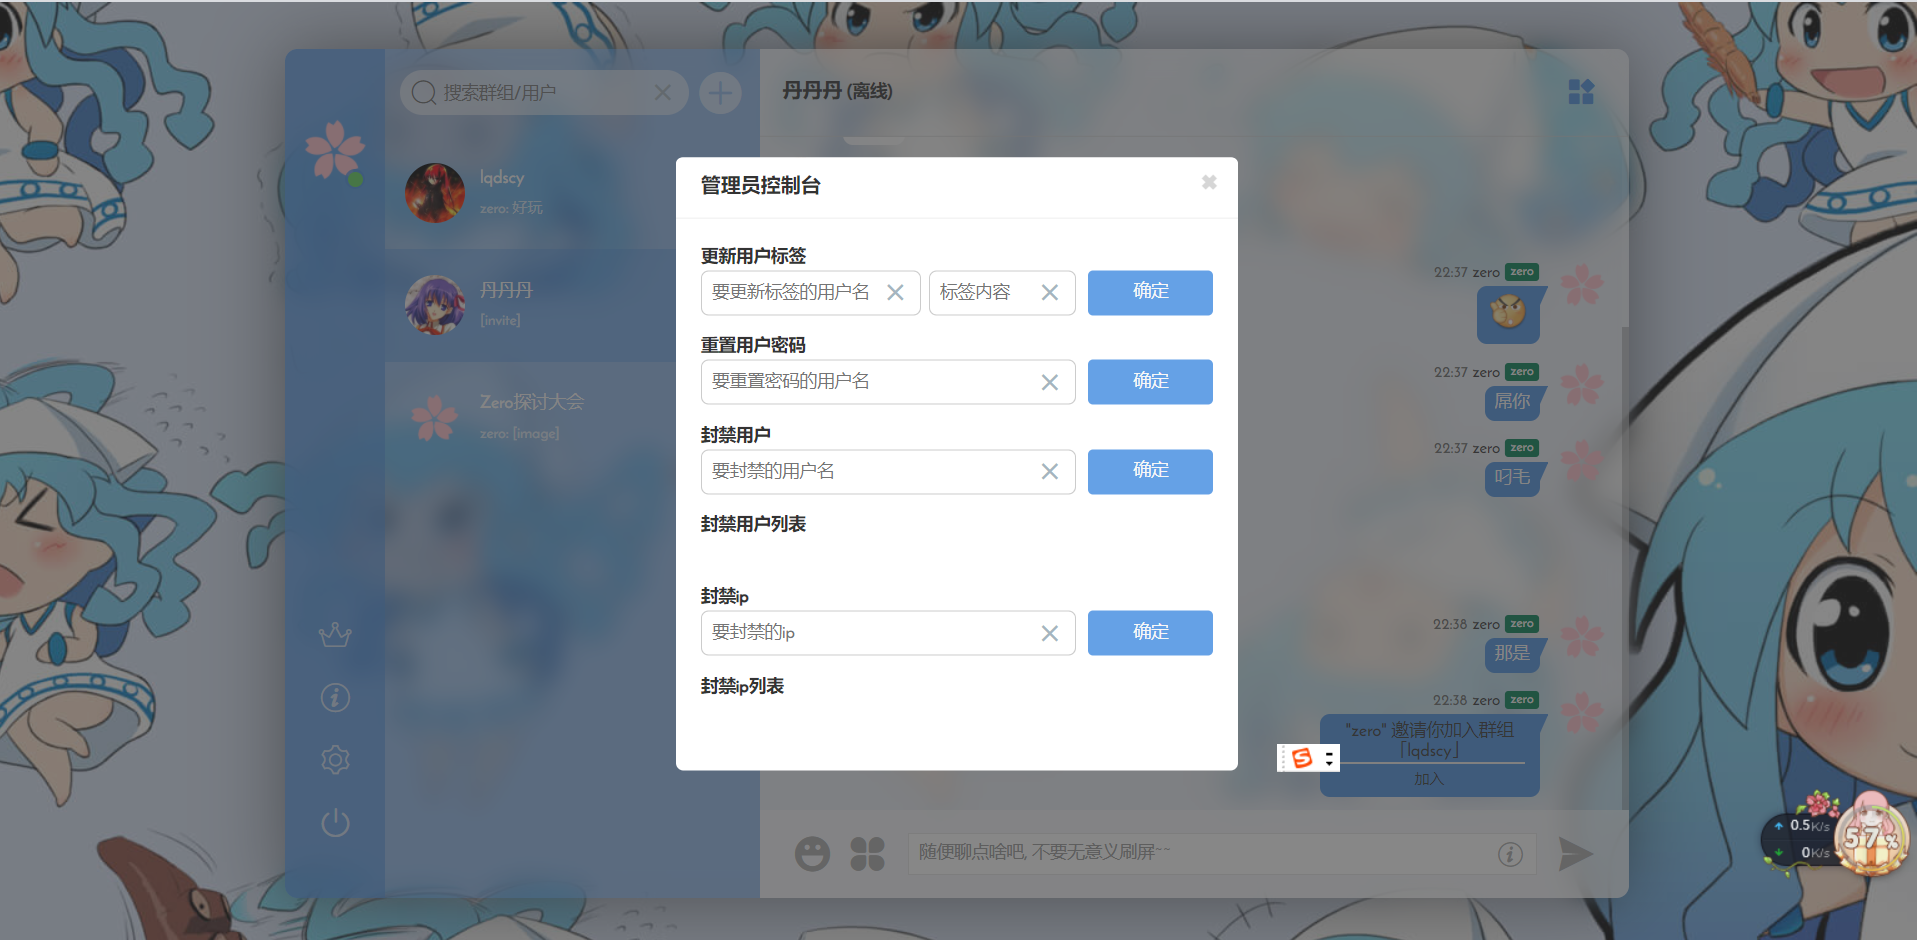 搜索群组/用户
lqdscy
zero: 好玩
丹丹丹
[invite]
Zero探讨大会
zero: [image]
丹丹丹 (离线)
管理员控制台
更新用户标签
要更新标签的用户名
标签内容
确定
重置用户密码
要重置密码的用户名
确定
封禁用户
要封禁的用户名
确定
封禁用户列表
封禁ip
要封禁的ip
确定
封禁ip列表
22:37 zero zero
22:37 zero zero
屌你
22:37 zero zero
叼毛
22:38 zero zero
那是
22:38 zero zero
"zero" 邀请你加入群组
「lqdscy」
加入
随便聊点啥吧, 不要无意义刷屏~~
0.5K/s
0K/s
57%